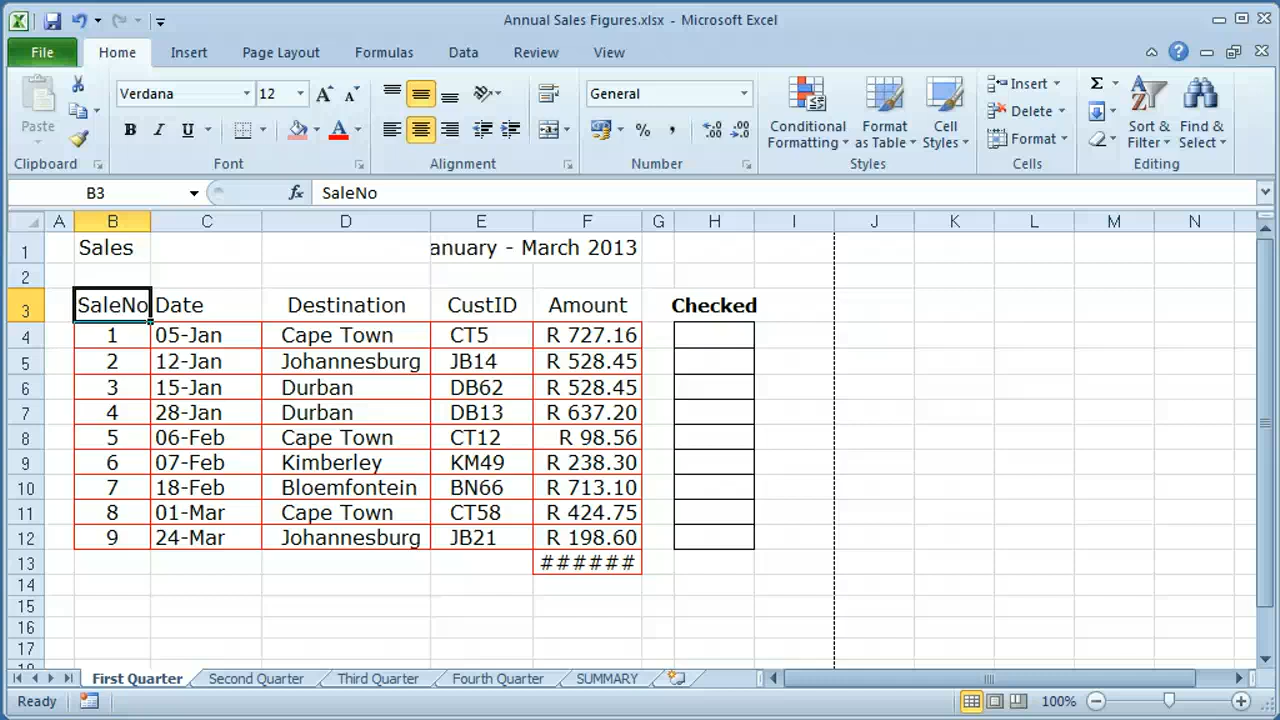 Annual Sales Figures.xlsx - Microsoft Excel
File Home Insert Page Layout Formulas Data Review View
Verdana 12 General
Paste B I U Σ
Conditional Formatting Format as Table Cell Styles
Insert
Delete
Format
Sort & Filter Find & Select
Clipboard Font Alignment Number Styles Cells Editing
B3 fx SaleNo
A B C D E F G H I J K L M N
1 Sales anuary - March 2013
2
3 SaleNo Date Destination CustID Amount Checked
4 1 05-Jan Cape Town CT5 R 727.16
5 2 12-Jan Johannesburg JB14 R 528.45
6 3 15-Jan Durban DB62 R 528.45
7 4 28-Jan Durban DB13 R 637.20
8 5 06-Feb Cape Town CT12 R 98.56
9 6 07-Feb Kimberley KM49 R 238.30
10 7 18-Feb Bloemfontein BN66 R 713.10
11 8 01-Mar Cape Town CT58 R 424.75
12 9 24-Mar Johannesburg JB21 R 198.60
13 ######
14
15
16
17
18
First Quarter Second Quarter Third Quarter Fourth Quarter SUMMARY
Ready 100%